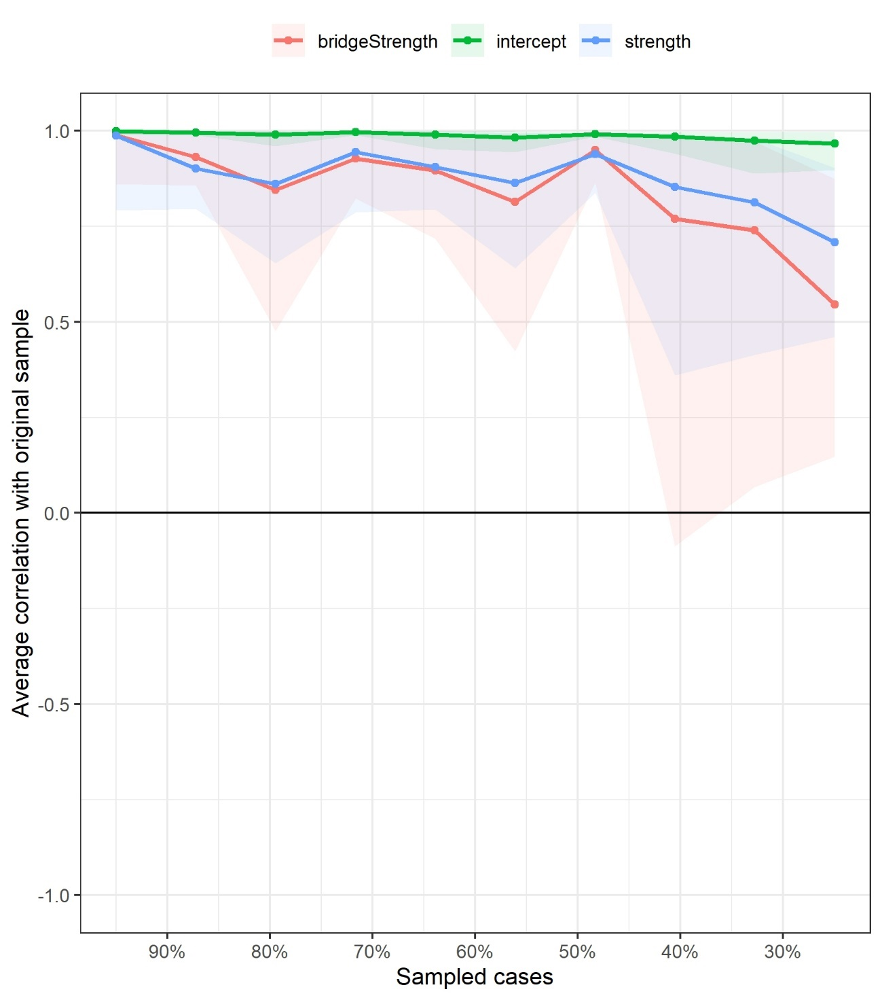 bridgeStrength intercept strength
Average correlation with original sample
1.0
0.5
0.0
-0.5
-1.0
90% 80% 70% 60% 50% 40% 30%
Sampled cases